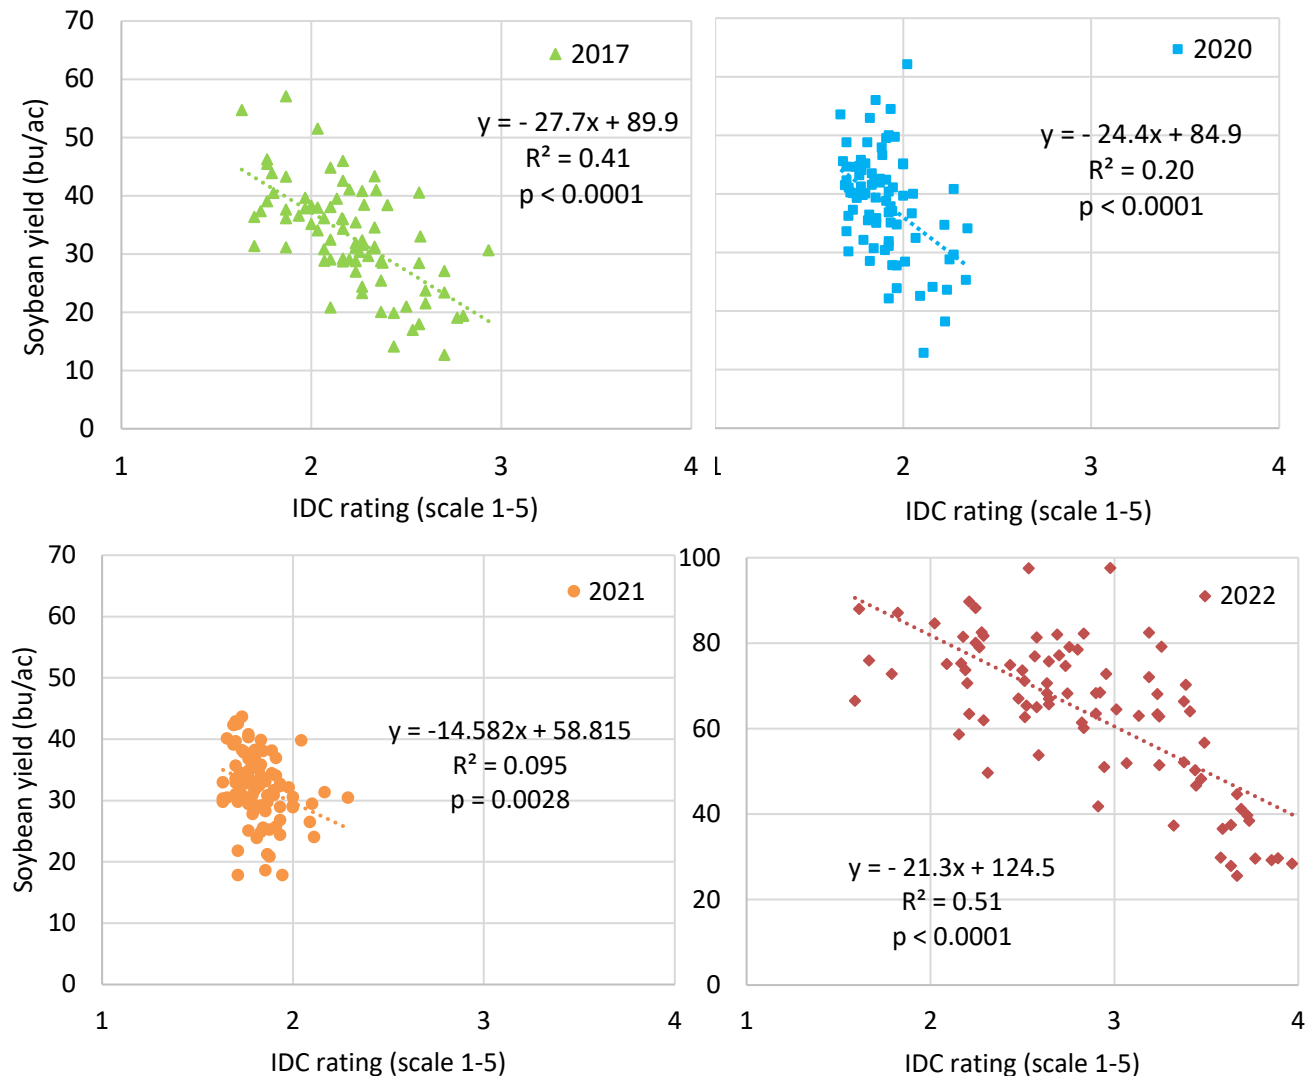 70
60
50
40
30
20
10
0
Soybean yield (bu/ac)
2017
y = - 27.7x + 89.9
R² = 0.41
p < 0.0001
1 2 3 4
IDC rating (scale 1-5)
2020
y = - 24.4x + 84.9
R² = 0.20
p < 0.0001
1 2 3 4
IDC rating (scale 1-5)
70
60
50
40
30
20
10
0
Soybean yield (bu/ac)
2021
y = -14.582x + 58.815
R² = 0.095
p = 0.0028
1 2 3 4
IDC rating (scale 1-5)
100
80
60
40
20
0
2022
y = - 21.3x + 124.5
R² = 0.51
p < 0.0001
1 2 3 4
IDC rating (scale 1-5)